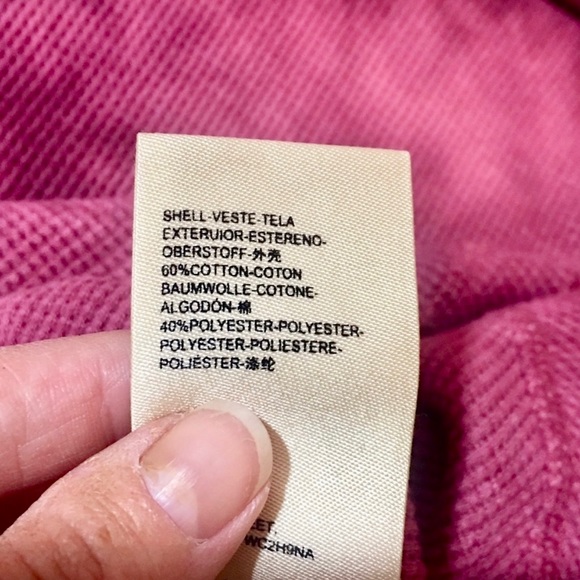 SHELL-VESTE-TELA
EXTERUIOR-ESTERENO-
OBERSTOFF-外壳
60%COTTON-COTON
BAUMWOLLE-COTONE-
ALGODÓN-棉
40%POLYESTER-POLYESTER-
POLYESTER-POLIESTERE-
POLIÉSTER-涤纶
WC2H9NA